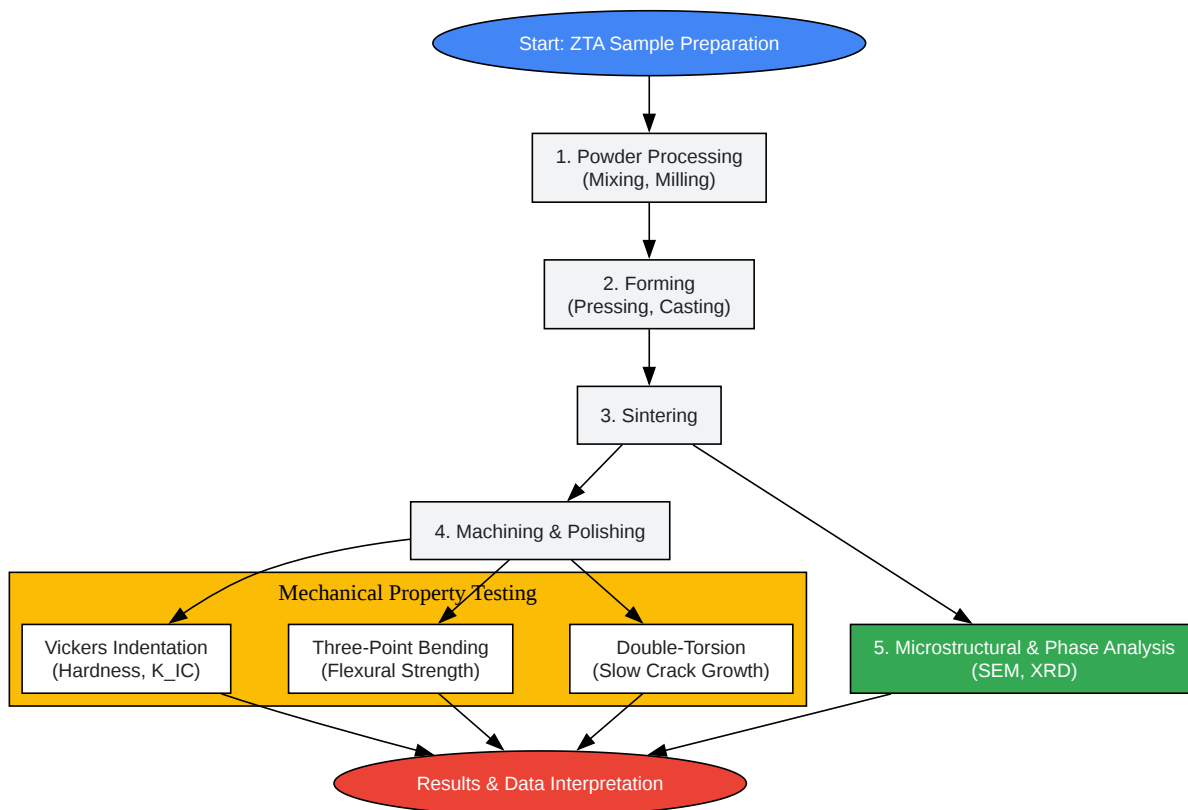 Start: ZTA Sample Preparation
1. Powder Processing
(Mixing, Milling)
2. Forming
(Pressing, Casting)
3. Sintering
4. Machining & Polishing
Mechanical Property Testing
Vickers Indentation
(Hardness, K_IC)
Three-Point Bending
(Flexural Strength)
Double-Torsion
(Slow Crack Growth)
5. Microstructural & Phase Analysis
(SEM, XRD)
Results & Data Interpretation